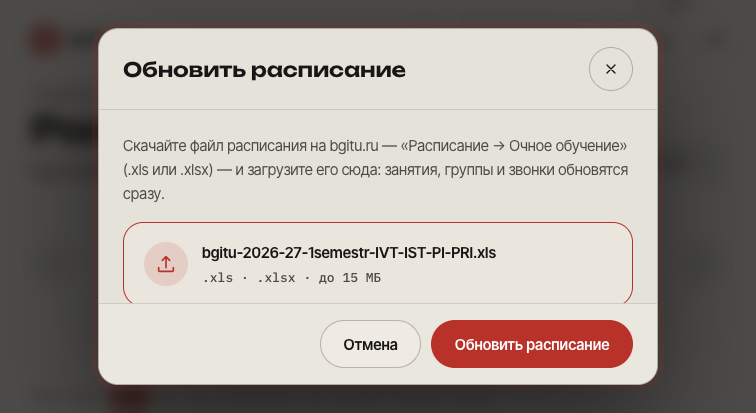 Обновить расписание
Скачайте файл расписания на bgitu.ru — «Расписание → Очное обучение»
(.xls или .xlsx) — и загрузите его сюда: занятия, группы и звонки обновятся
сразу.
bgitu-2026-27-1semestr-IVT-IST-PI-PRI.xls
.xls · .xlsx · до 15 МБ
Отмена
Обновить расписание